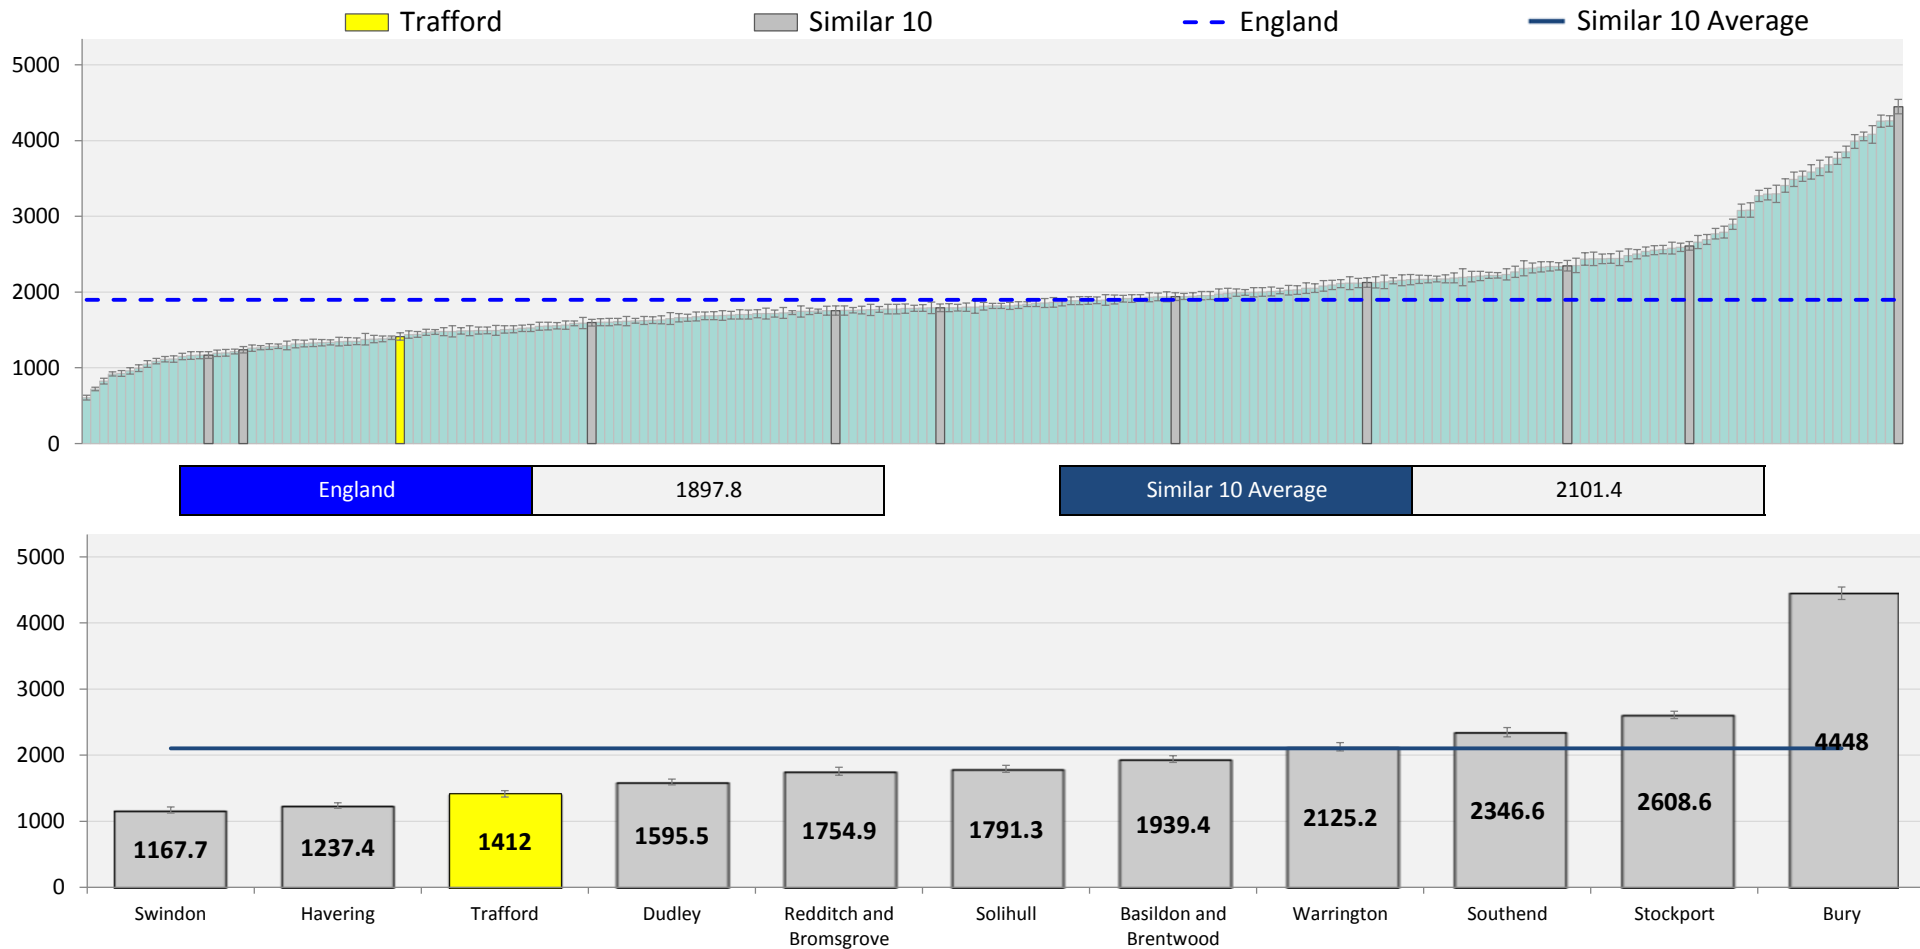 Trafford Similar 10 England Similar 10 Average
5000
4000
3000
2000
1000
0
England 1897.8 Similar 10 Average 2101.4
5000
4000
3000
2000
1000
0
1167.7 1237.4 1412 1595.5 1754.9 1791.3 1939.4 2125.2 2346.6 2608.6 4448
Swindon Havering Trafford Dudley Redditch and Solihull Basildon and Warrington Southend Stockport Bury
Bromsgrove Brentwood